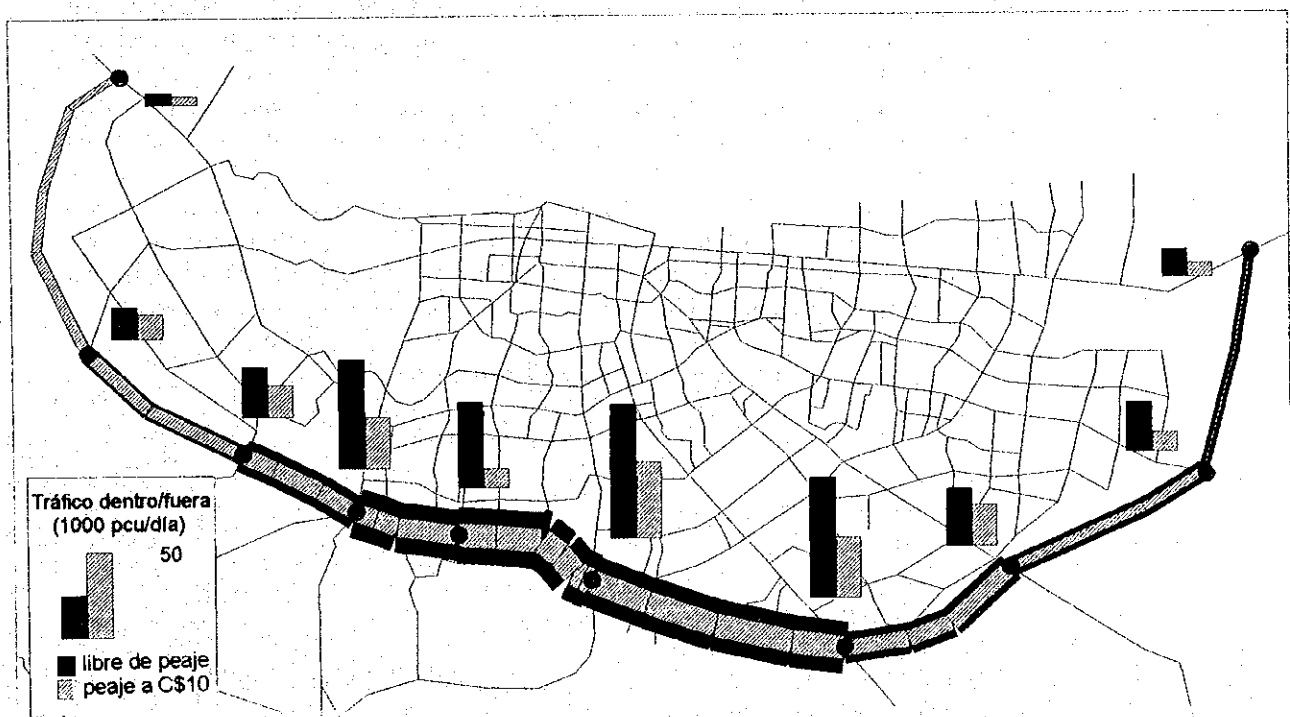 Tráfico dentro/fuera
(1000 pcu/día)
50
libre de peaje
peaje a C$10